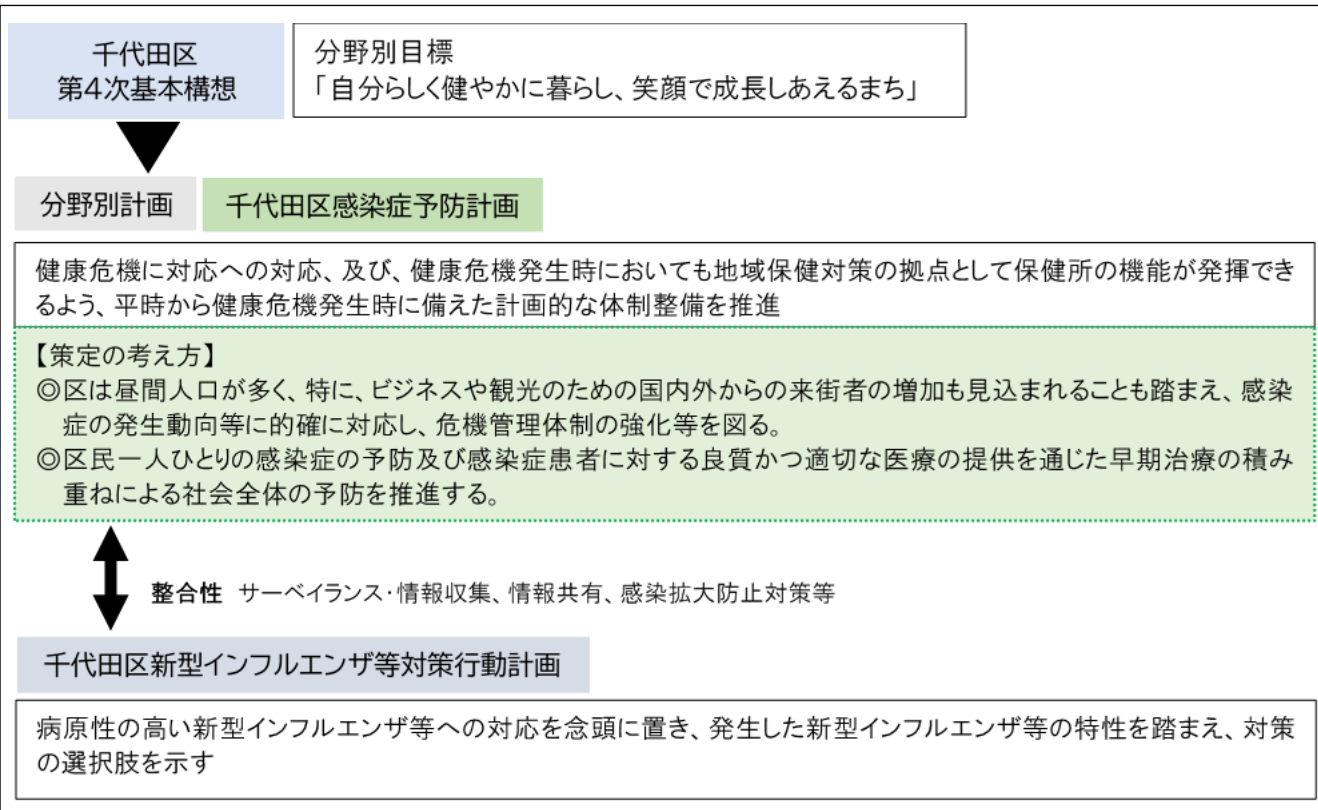 千代田区
第4次基本構想
分野別目標
「自分らしく健やかに暮らし、笑顔で成長しあえるまち」
分野別計画
千代田区感染症予防計画
健康危機に対応への対応、及び、健康危機発生時においても地域保健対策の拠点として保健所の機能が発揮でき
るよう、平時から健康危機発生時に備えた計画的な体制整備を推進
【策定の考え方】
◎区は昼間人口が多く、特に、ビジネスや観光のための国内外からの来街者の増加も見込まれることも踏まえ、感染
症の発生動向等に的確に対応し、危機管理体制の強化等を図る。
◎区民一人ひとりの感染症の予防及び感染症患者に対する良質かつ適切な医療の提供を通じた早期治療の積み
重ねによる社会全体の予防を推進する。
整合性 サーベイランス・情報収集、情報共有、感染拡大防止対策等
千代田区新型インフルエンザ等対策行動計画
病原性の高い新型インフルエンザ等への対応を念頭に置き、発生した新型インフルエンザ等の特性を踏まえ、対策
の選択肢を示す